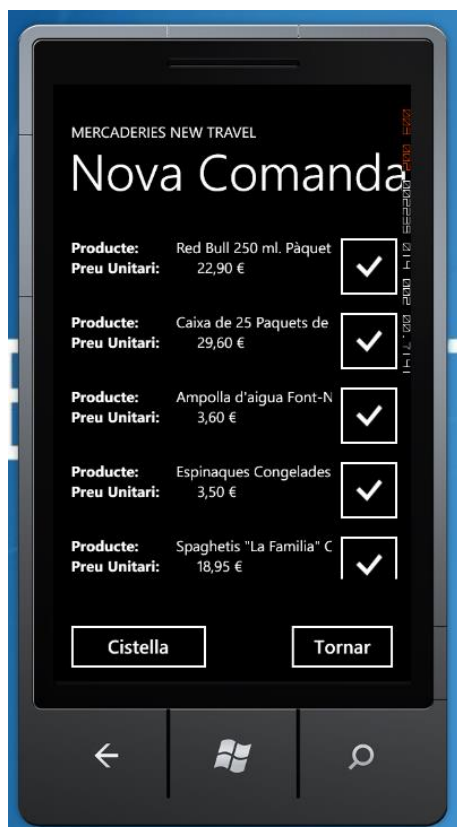 MERCADERIES NEW TRAVEL
Nova Comanda
Producte: Red Bull 250 ml. Pàquet
Preu Unitari: 22,90 €
Producte: Caixa de 25 Paquets de
Preu Unitari: 29,60 €
Producte: Ampolla d'aigua Font-N
Preu Unitari: 3,60 €
Producte: Espinaques Congelades
Preu Unitari: 3,50 €
Producte: Spaghetis "La Familia" C
Preu Unitari: 18,95 €
Cistella Tornar